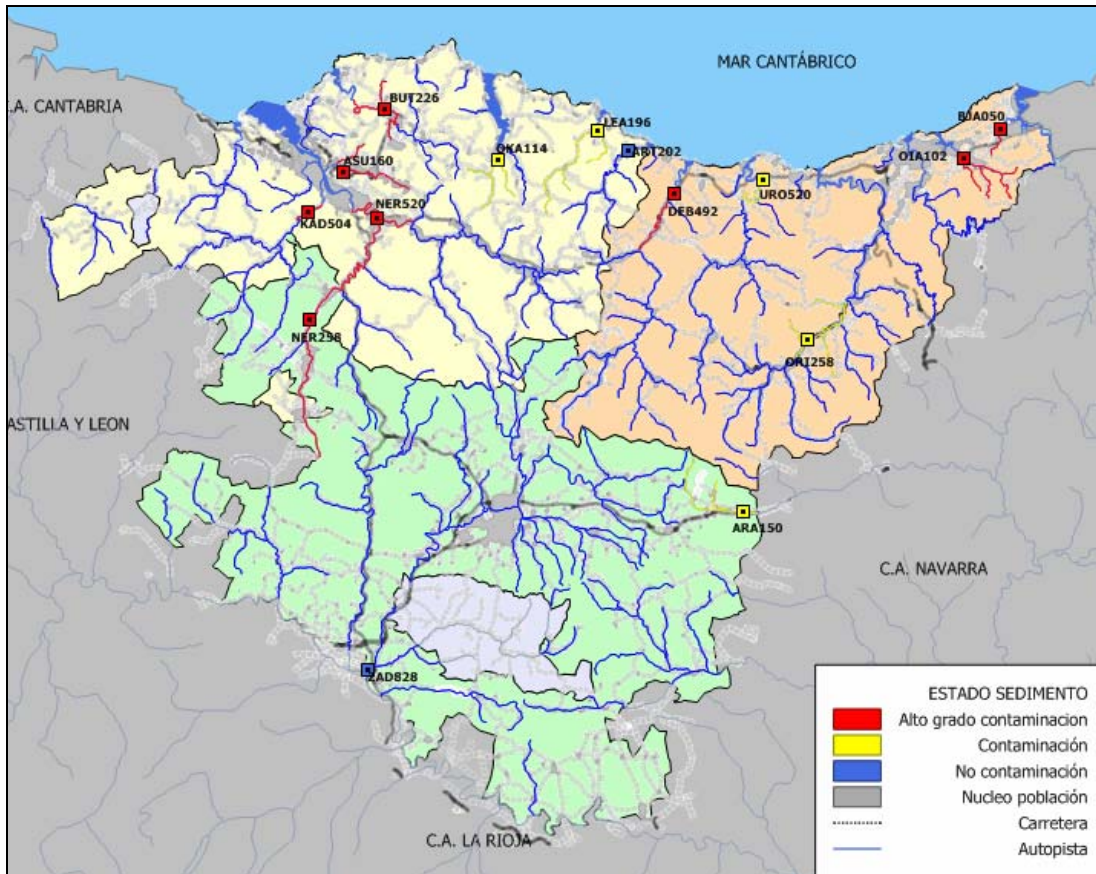 MAR CANTÁBRICO
.A. CANTABRIA
BUT226
LEA196
BJA050
OKA114
ART202
OIA102
ASU160
URO520
DEB492
NER520
KAD504
NER258
ORI258
ASTILLA Y LEON
ARA150
C.A. NAVARRA
ZAD828
C.A. LA RIOJA
ESTADO SEDIMENTO
Alto grado contaminacion
Contaminación
No contaminación
Nucleo población
Carretera
Autopista